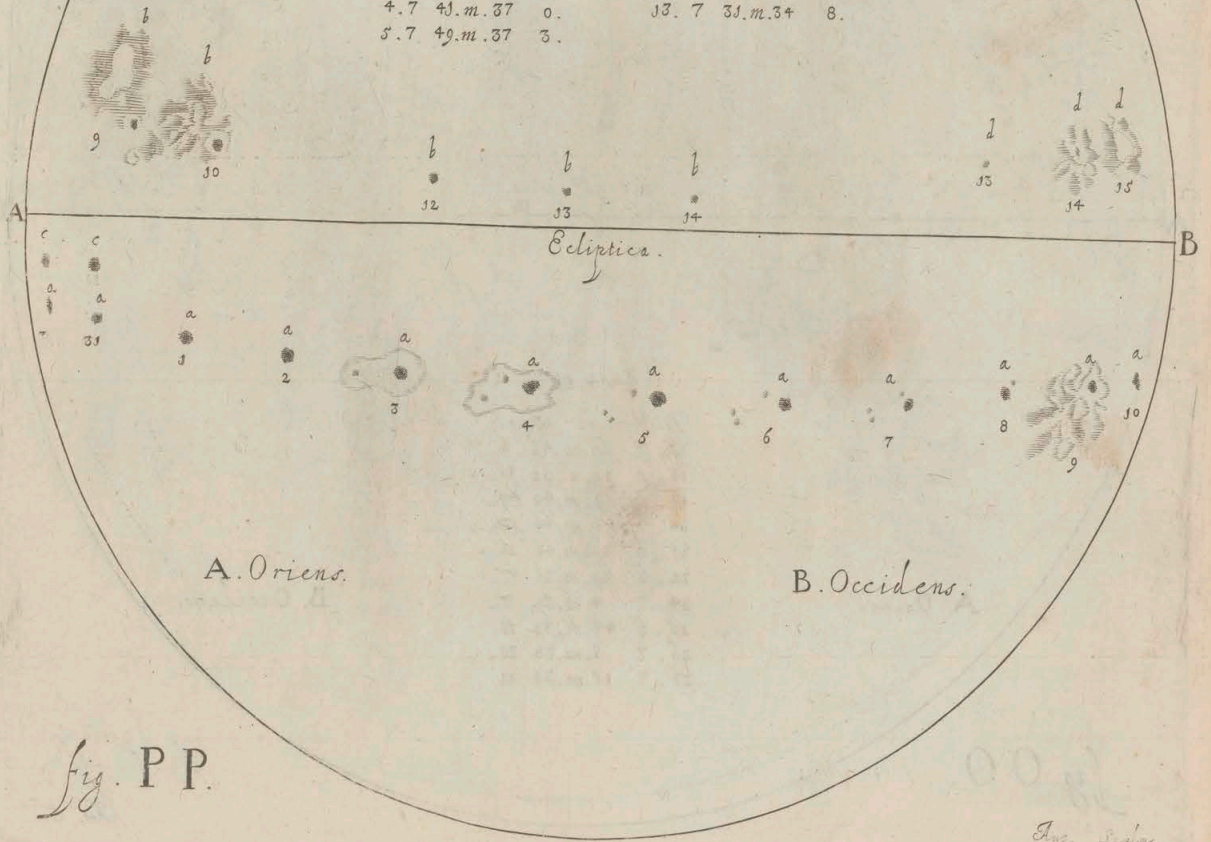 4.7 41.m.37 0. 13. 7 31.m.34 8.
5.7 49.m.37 3.
b
b
9
10
b
12
b
13
b
14
d
13
d
14
d
15
A
B
Ecliptica.
c
c
a
a
31
a
1
a
2
a
3
a
4
a
5
a
6
a
7
a
8
a
9
a
10
A. Oriens.
B. Occidens.
fig. P P.